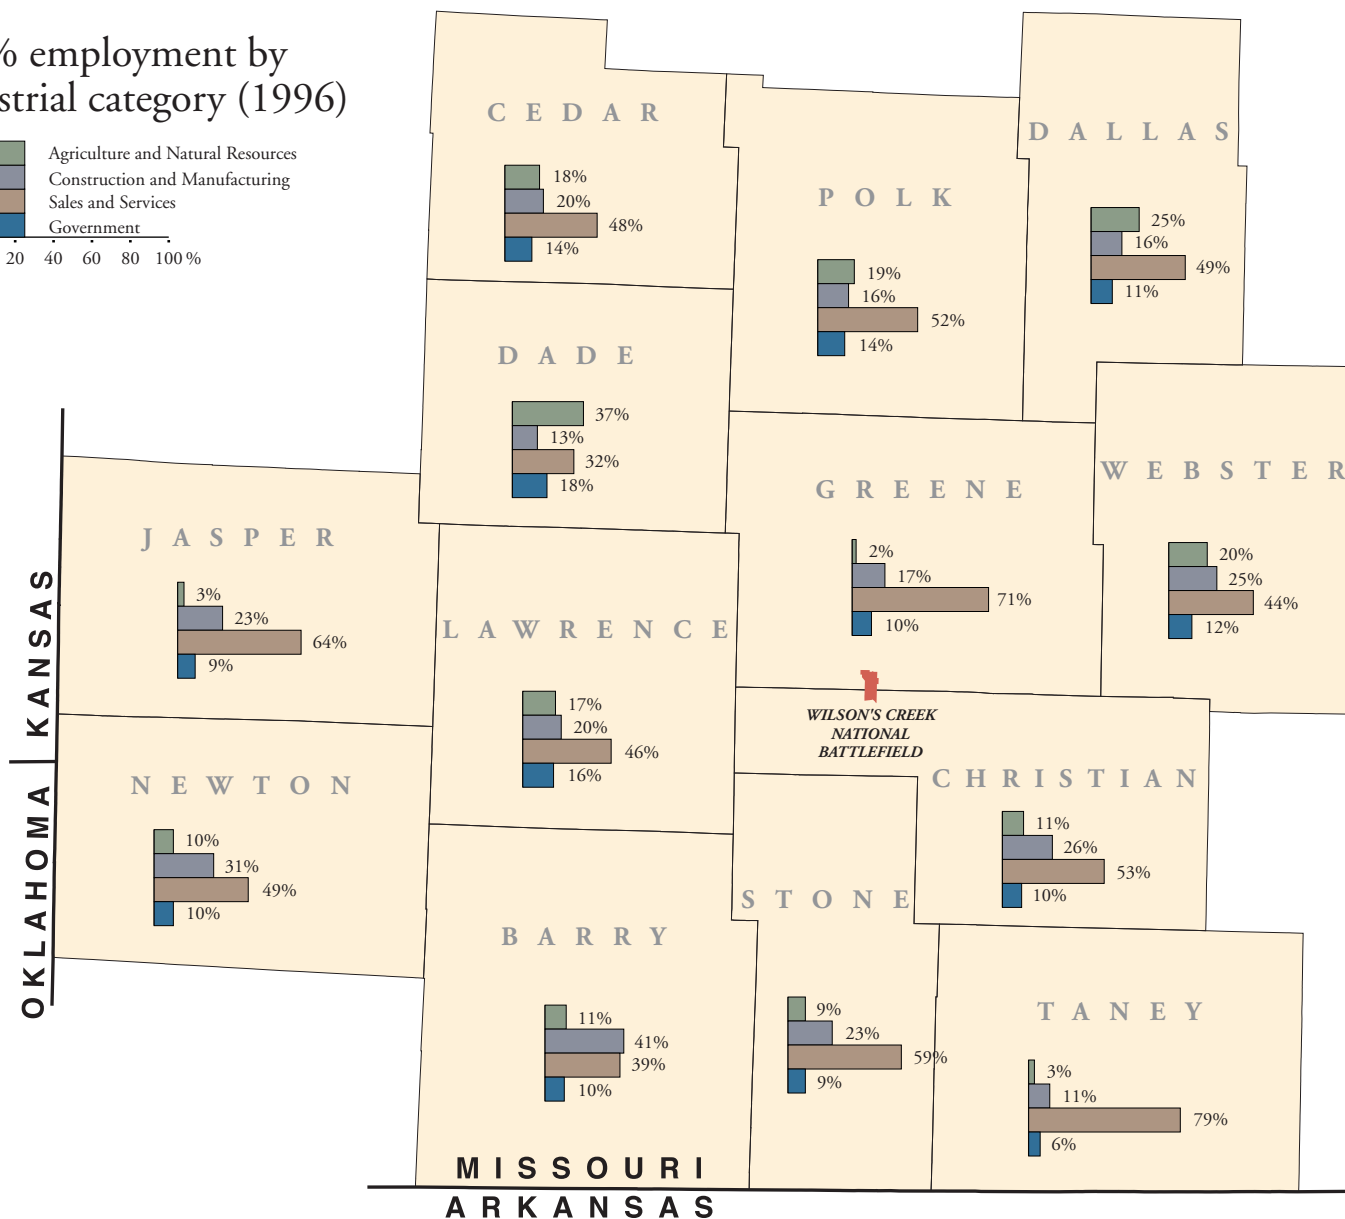 % employment by
strial category (1996)
Agriculture and Natural Resources
Construction and Manufacturing
Sales and Services
Government
20 40 60 80 100 %
CEDAR
18%
20%
48%
14%
POLK
19%
16%
52%
14%
DALLAS
25%
16%
49%
11%
DADE
37%
13%
32%
18%
GREENE
2%
17%
71%
10%
WEBSTER
20%
25%
44%
12%
JASPER
3%
23%
64%
9%
LAWRENCE
17%
20%
46%
16%
KANSAS
OKLAHOMA
WILSON'S CREEK
NATIONAL
BATTLEFIELD
NEWTON
10%
31%
49%
10%
CHRISTIAN
11%
26%
53%
10%
BARRY
11%
41%
39%
10%
STONE
9%
23%
59%
9%
TANEY
3%
11%
79%
6%
MISSOURI
ARKANSAS